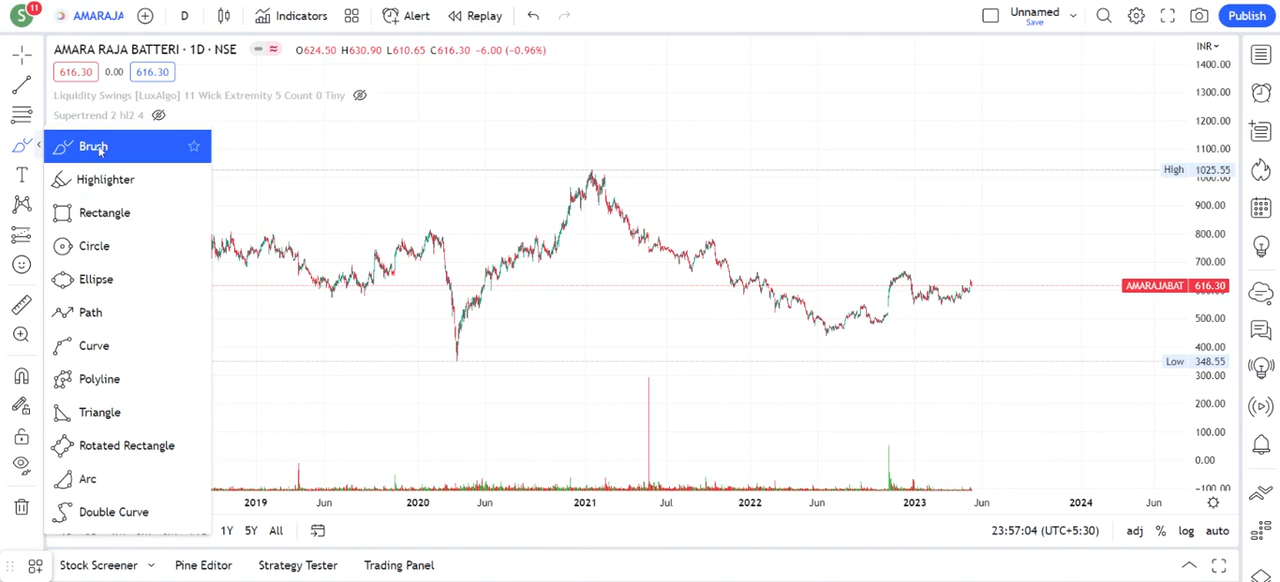 S 11 AMARAJA D Indicators Alert Replay Unnamed Save Publish
AMARA RAJA BATTERI · 1D · NSE O624.50 H630.90 L610.65 C616.30 -6.00 (-0.96%) INR
616.30 0.00 616.30
Liquidity Swings [LuxAlgo] 11 Wick Extremity 5 Count 0 Tiny
Supertrend 2 hl2 4
Brush
Highlighter
Rectangle
Circle
Ellipse
Path
Curve
Polyline
Triangle
Rotated Rectangle
Arc
Double Curve
1400.00
1300.00
1200.00
1100.00
High 1025.55
1000.00
900.00
800.00
700.00
AMARAJABAT 616.30
500.00
400.00
Low 348.55
300.00
200.00
100.00
0.00
-100.00
2019 Jun 2020 Jun 2021 Jul 2022 Jun 2023 Jun 2024 Jun
1Y 5Y All 23:57:04 (UTC+5:30) adj % log auto
Stock Screener Pine Editor Strategy Tester Trading Panel